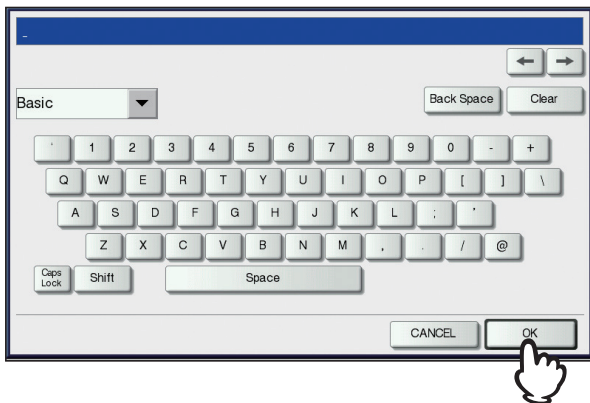 _
← →
Basic Back Space Clear
` 1 2 3 4 5 6 7 8 9 0 - +
Q W E R T Y U I O P [ ] \
A S D F G H J K L ; '
Z X C V B N M , . / @
Caps Lock Shift Space
CANCEL OK